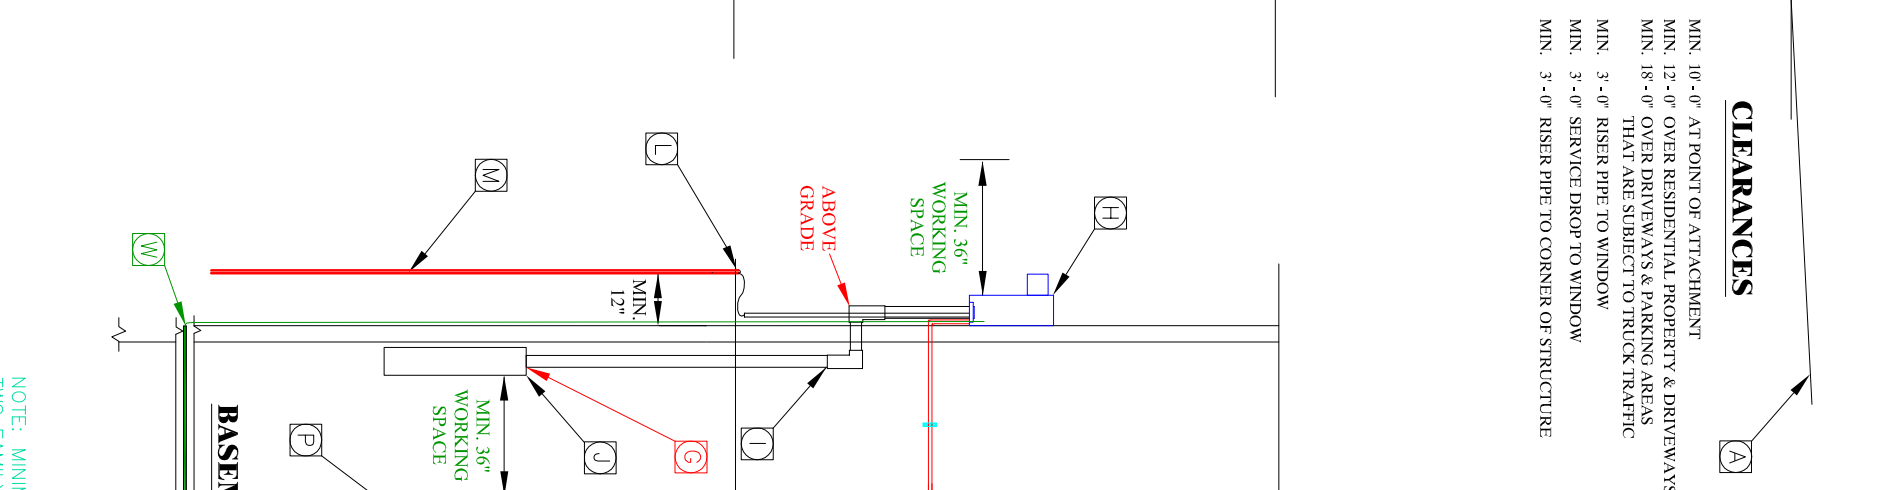 CLEARANCES
MIN. 10' - 0" AT POINT OF ATTACHMENT
MIN. 12' - 0" OVER RESIDENTIAL PROPERTY & DRIVEWAYS
MIN. 18' - 0" OVER DRIVEWAYS & PARKING AREAS
THAT ARE SUBJECT TO TRUCK TRAFFIC
MIN. 3' - 0" RISER PIPE TO WINDOW
MIN. 3' - 0" SERVICE DROP TO WINDOW
MIN. 3' - 0" RISER PIPE TO CORNER OF STRUCTURE
A
H
MIN. 36"
WORKING
SPACE
ABOVE
GRADE
L
M
W
MIN.
12"
I
G
J
MIN. 36"
WORKING
SPACE
P
BASEM
NOTE: MININ